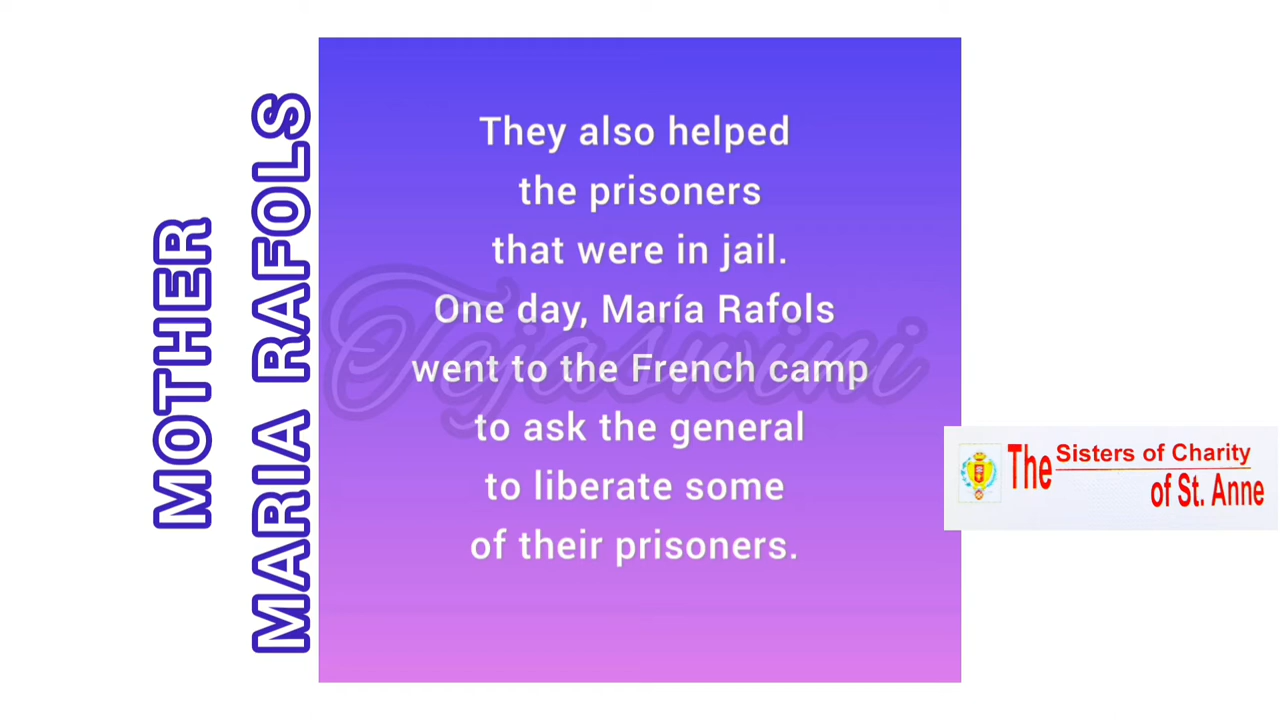 MOTHER
MARIA RAFOLS
They also helped
the prisoners
that were in jail.
One day, María Rafols
went to the French camp
to ask the general
to liberate some
of their prisoners.
Tejaswini
The Sisters of Charity
of St. Anne